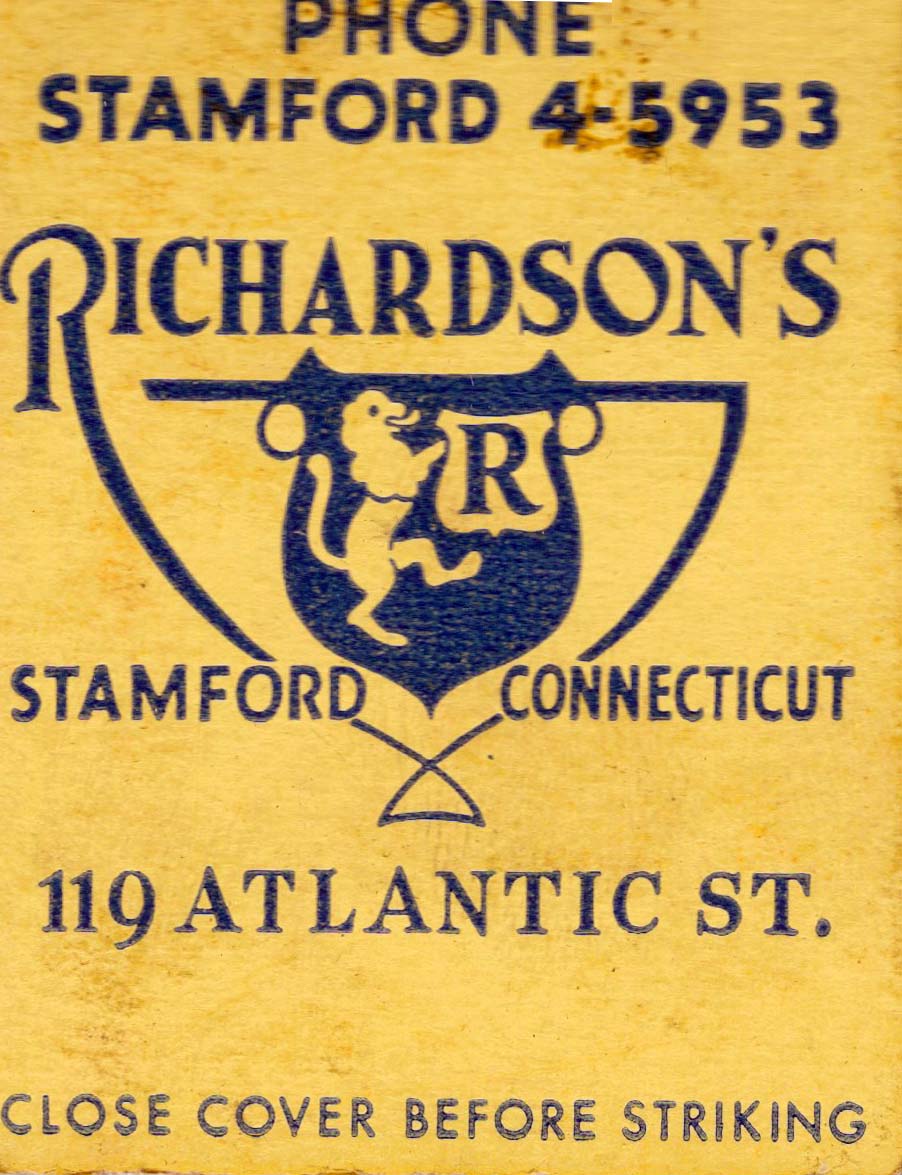 PHONE
STAMFORD 4-5953
RICHARDSON'S
R
STAMFORD CONNECTICUT
119 ATLANTIC ST.
CLOSE COVER BEFORE STRIKING